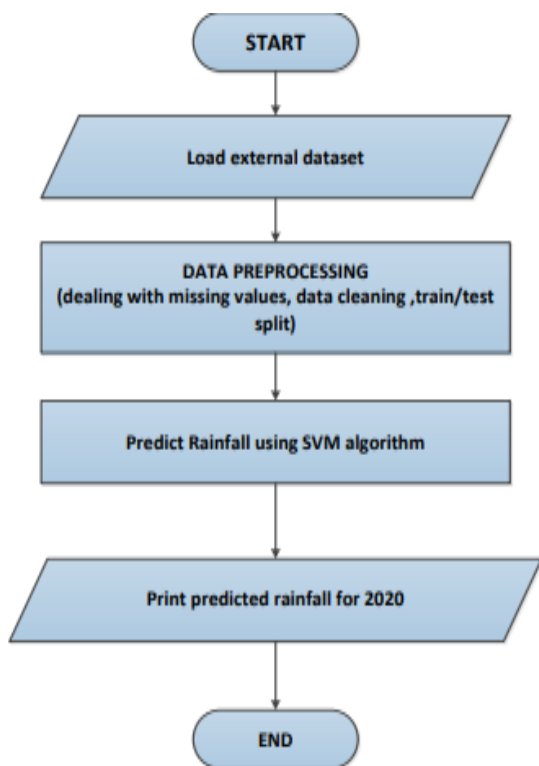 START
Load external dataset
DATA PREPROCESSING
(dealing with missing values, data cleaning ,train/test
split)
Predict Rainfall using SVM algorithm
Print predicted rainfall for 2020
END